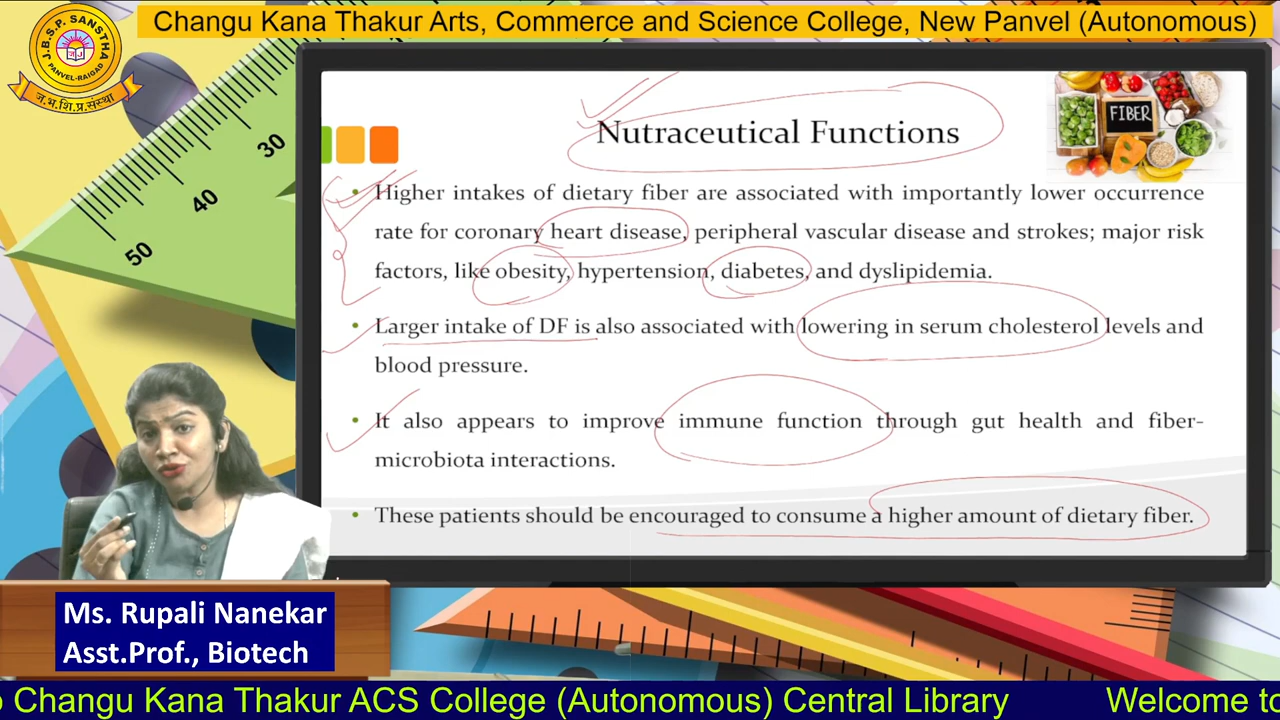 Changu Kana Thakur Arts, Commerce and Science College, New Panvel (Autonomous)
J.B.S.P. SANSTHA
PANVEL-RAIGAD
ज.भ.शि.प्र.संस्था
30
40
50
FIBER
Nutraceutical Functions
• Higher intakes of dietary fiber are associated with importantly lower occurrence
rate for coronary heart disease, peripheral vascular disease and strokes; major risk
factors, like obesity, hypertension, diabetes, and dyslipidemia.
• Larger intake of DF is also associated with lowering in serum cholesterol levels and
blood pressure.
• It also appears to improve immune function through gut health and fiber-
microbiota interactions.
• These patients should be encouraged to consume a higher amount of dietary fiber.
Ms. Rupali Nanekar
Asst.Prof., Biotech
o Changu Kana Thakur ACS College (Autonomous) Central Library Welcome to